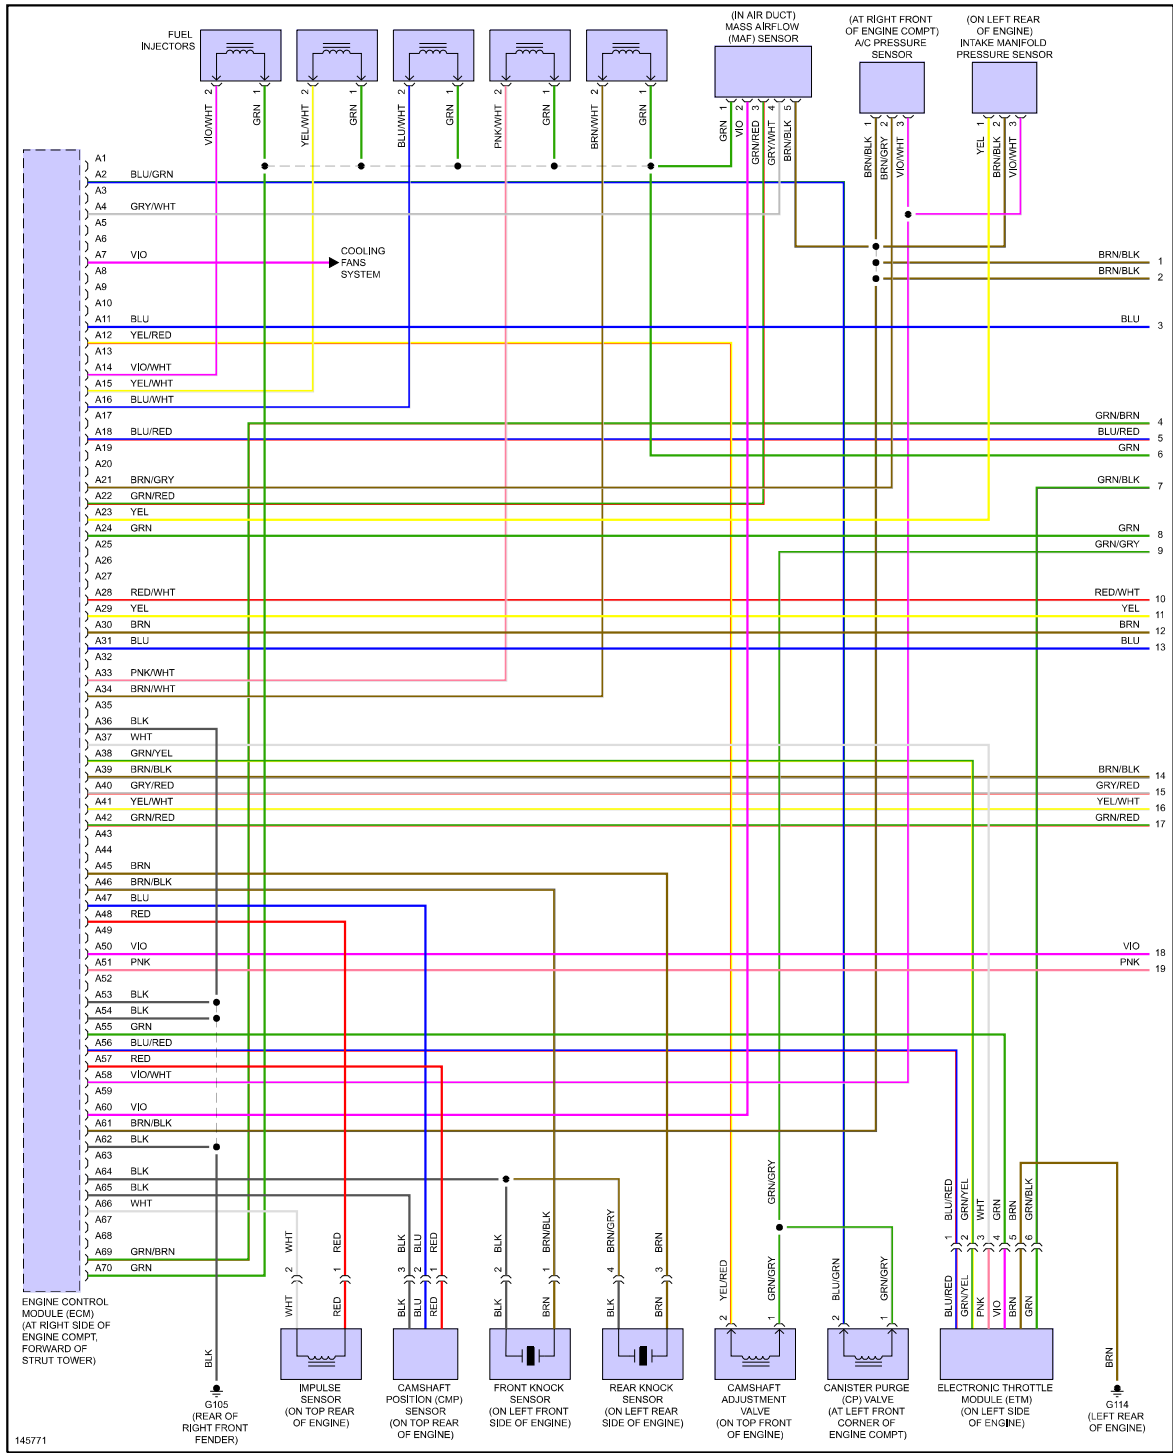 FUEL
INJECTORS
(IN AIR DUCT)
MASS AIRFLOW
(MAF) SENSOR
(AT RIGHT FRONT
OF ENGINE COMPT)
A/C PRESSURE
SENSOR
(ON LEFT REAR
OF ENGINE)
INTAKE MANIFOLD
PRESSURE SENSOR
2 1 2 1 2 1 2 1 2 1
VIO/WHT GRN YEL/WHT GRN BLU/WHT GRN PNK/WHT GRN BRN/WHT GRN
1 2 3 4 5
GRN VIO GRN/RED GRY/WHT BRN/BLK
1 2 3
BRN/BLK BRN/GRY VIO/WHT
1 2 3
YEL BRN/BLK VIO/WHT
A1
A2 BLU/GRN
A3
A4 GRY/WHT
A5
A6
A7 VIO
COOLING
FANS
SYSTEM
BRN/BLK 1
A8
BRN/BLK 2
A9
A10
A11 BLU BLU 3
A12 YEL/RED
A13
A14 VIO/WHT
A15 YEL/WHT
A16 BLU/WHT
A17 GRN/BRN 4
A18 BLU/RED BLU/RED 5
A19 GRN 6
A20
A21 BRN/GRY GRN/BLK 7
A22 GRN/RED
A23 YEL
A24 GRN GRN 8
A25 GRN/GRY 9
A26
A27
A28 RED/WHT RED/WHT 10
A29 YEL YEL 11
A30 BRN BRN 12
A31 BLU BLU 13
A32
A33 PNK/WHT
A34 BRN/WHT
A35
A36 BLK
A37 WHT
A38 GRN/YEL
A39 BRN/BLK BRN/BLK 14
A40 GRY/RED GRY/RED 15
A41 YEL/WHT YEL/WHT 16
A42 GRN/RED GRN/RED 17
A43
A44
A45 BRN
A46 BRN/BLK
A47 BLU
A48 RED
A49
A50 VIO VIO 18
A51 PNK PNK 19
A52
A53 BLK
A54 BLK
A55 GRN
A56 BLU/RED
A57 RED
A58 VIO/WHT
A59
A60 VIO
A61 BRN/BLK
A62 BLK
A63
A64 BLK
A65 BLK
A66 WHT
A67
A68
A69 GRN/BRN
A70 GRN
ENGINE CONTROL
MODULE (ECM)
(AT RIGHT SIDE OF
ENGINE COMPT,
FORWARD OF
STRUT TOWER)
BLK
G105
(REAR OF
RIGHT FRONT
FENDER)
WHT RED
2 1
WHT RED
IMPULSE
SENSOR
(ON TOP REAR
OF ENGINE)
BLK BLU RED
3 2 1
BLK BLU RED
CAMSHAFT
POSITION (CMP)
SENSOR
(ON TOP REAR
OF ENGINE)
BLK BRN/BLK
2 1
BLK BRN
FRONT KNOCK
SENSOR
(ON LEFT FRONT
SIDE OF ENGINE)
BRN/GRY BRN
4 3
BLK BRN
REAR KNOCK
SENSOR
(ON LEFT REAR
SIDE OF ENGINE)
GRN/GRY
YEL/RED GRN/GRY
2 1
CAMSHAFT
ADJUSTMENT
VALVE
(ON TOP FRONT
OF ENGINE)
BLU/GRN GRN/GRY
2 1
CANISTER PURGE
(CP) VALVE
(AT LEFT FRONT
CORNER OF
ENGINE COMPT)
BLU/RED GRN/YEL WHT GRN BRN GRN/BLK
1 2 3 4 5 6
BLU/RED GRN/YEL PNK VIO BRN GRN
ELECTRONIC THROTTLE
MODULE (ETM)
(ON LEFT SIDE
OF ENGINE)
BRN
G114
(LEFT REAR
OF ENGINE)
145771